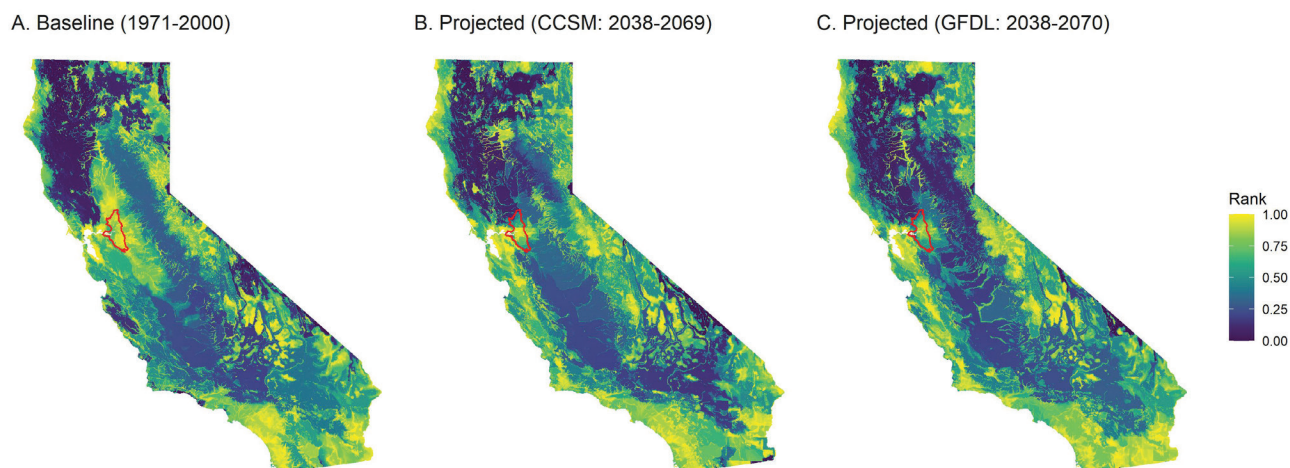 A. Baseline (1971-2000)
B. Projected (CCSM: 2038-2069)
C. Projected (GFDL: 2038-2070)
Rank
1.00
0.75
0.50
0.25
0.00